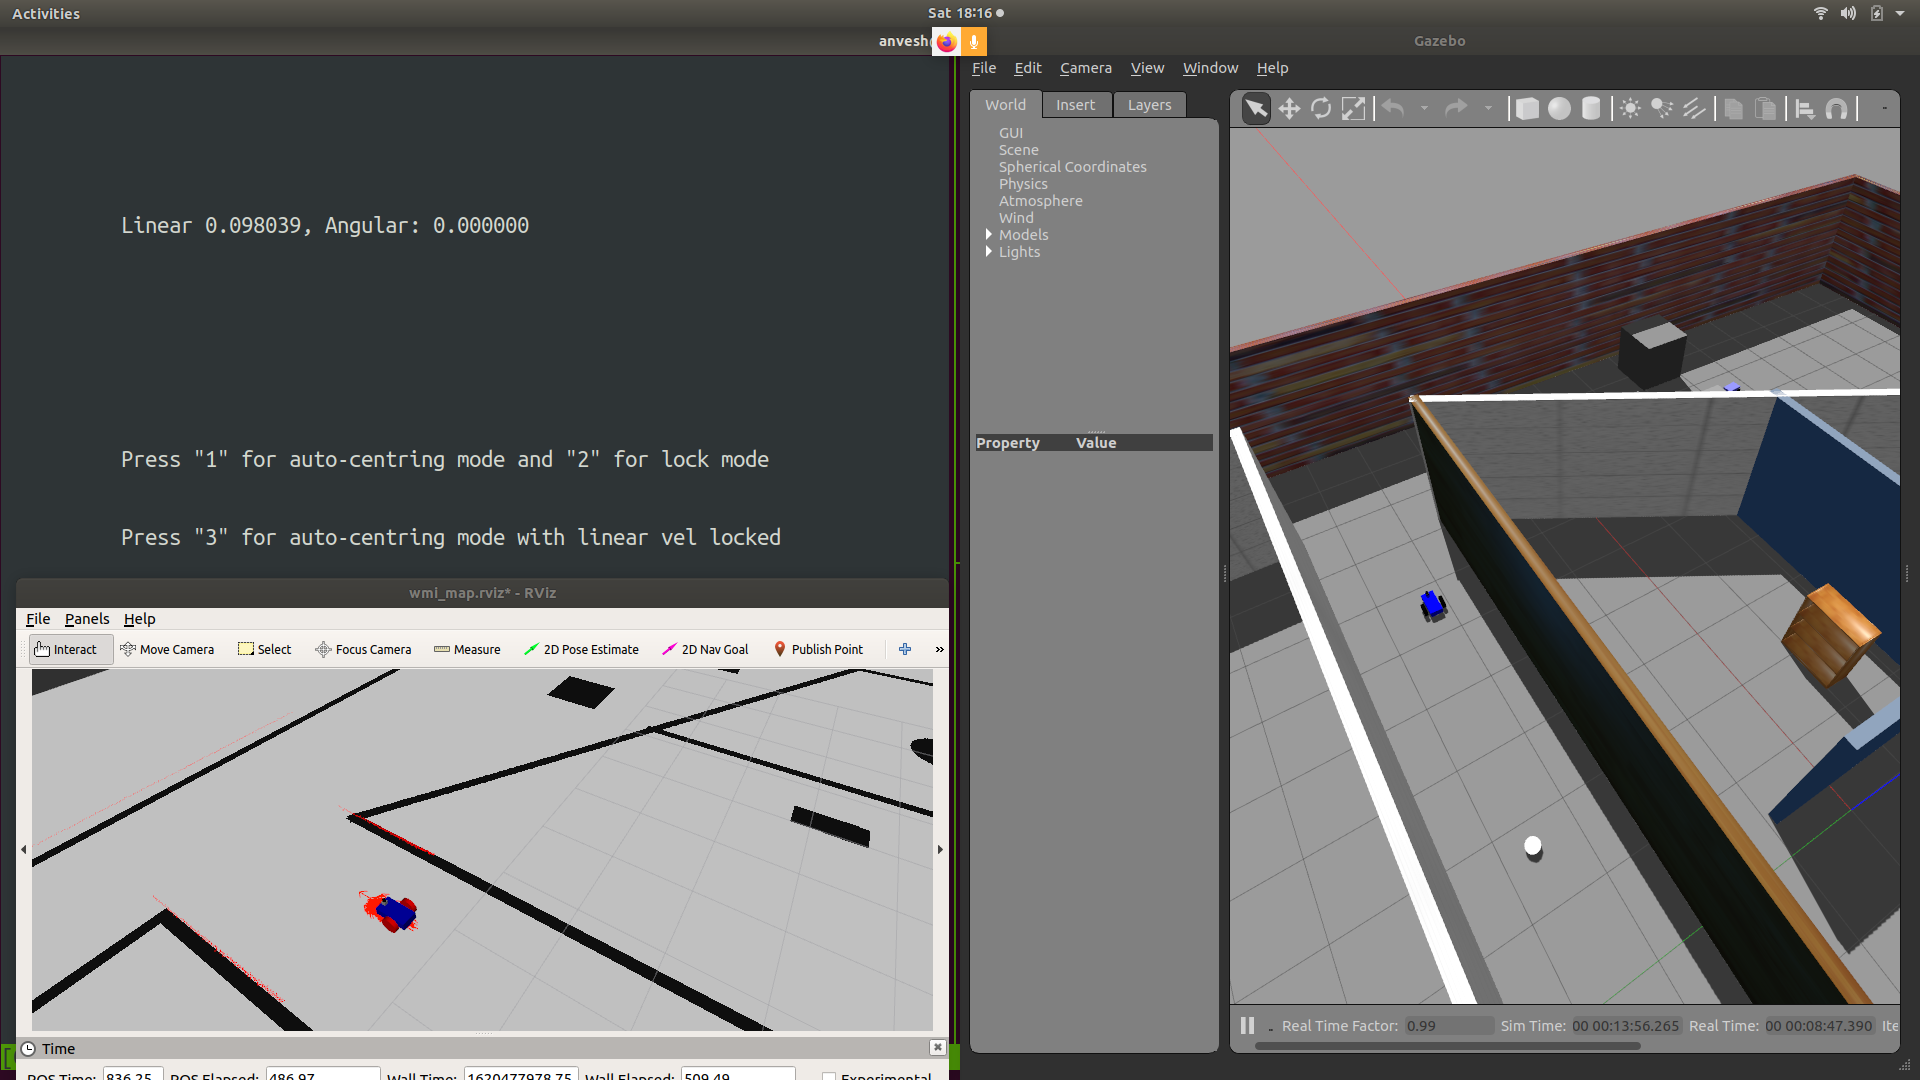 Activities
Sat 18:16
anvesh
Gazebo
File Edit Camera View Window Help
World Insert Layers
GUI
Scene
Spherical Coordinates
Physics
Atmosphere
Wind
Models
Lights
Property Value
Linear 0.098039, Angular: 0.000000
Press "1" for auto-centring mode and "2" for lock mode
Press "3" for auto-centring mode with linear vel locked
wmi_map.rviz* - RViz
File Panels Help
Interact Move Camera Select Focus Camera Measure 2D Pose Estimate 2D Nav Goal Publish Point
Time
ROS Time: 836.25 ROS Elapsed: 486.97 Wall Time: 1620477978.75 Wall Elapsed: 509.49 Experimental
Real Time Factor: 0.99 Sim Time: 00 00:13:56.265 Real Time: 00 00:08:47.390 Ite